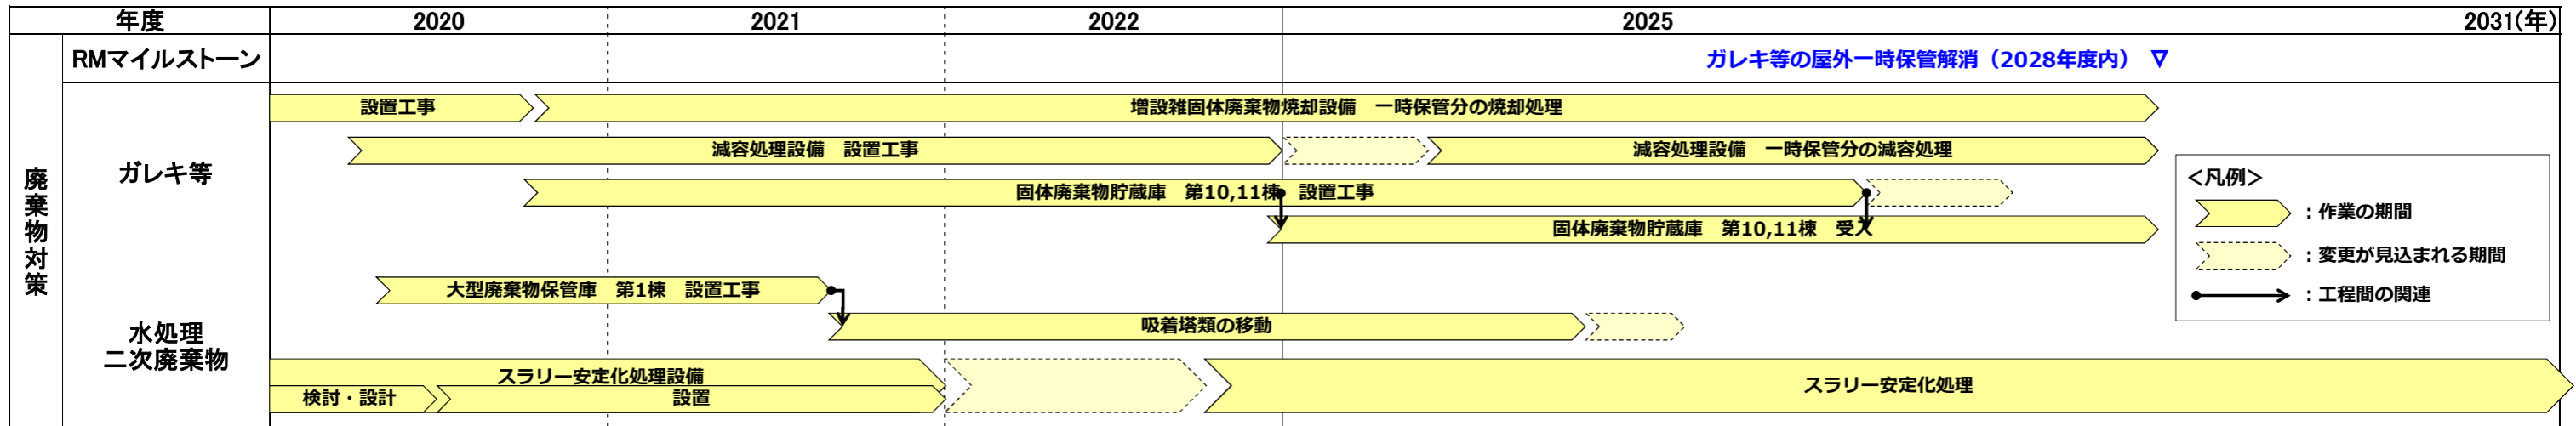 年度 2020 2021 2022 2025 2031(年)
廃棄物対策
RMマイルストーン
ガレキ等の屋外一時保管解消（2028年度内） ∇
ガレキ等
設置工事
増設雑固体廃棄物焼却設備　一時保管分の焼却処理
減容処理設備　設置工事
減容処理設備　一時保管分の減容処理
固体廃棄物貯蔵庫　第10,11棟　設置工事
固体廃棄物貯蔵庫　第10,11棟　受入
水処理
二次廃棄物
大型廃棄物保管庫　第1棟　設置工事
吸着塔類の移動
スラリー安定化処理設備
検討・設計
設置
スラリー安定化処理
＜凡例＞
：作業の期間
：変更が見込まれる期間
：工程間の関連